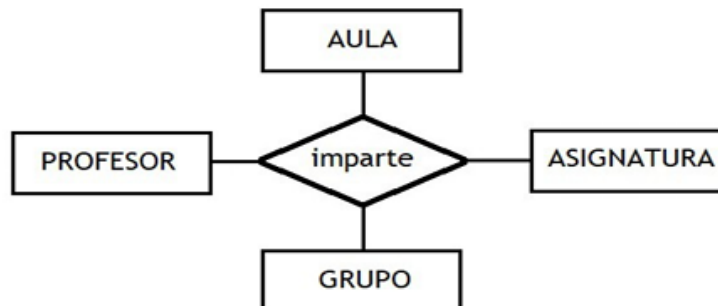 AULA
PROFESOR
imparte
ASIGNATURA
GRUPO